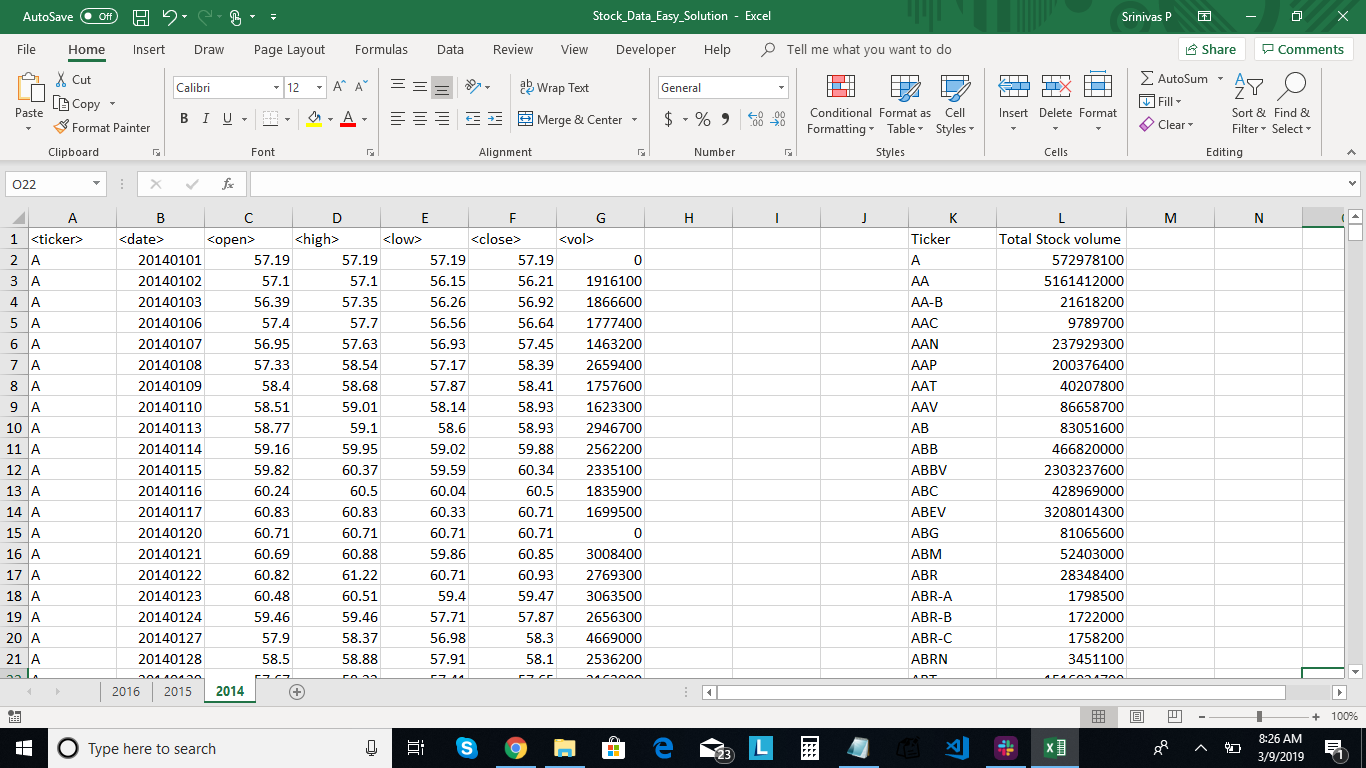 AutoSave Off Stock_Data_Easy_Solution - Excel Srinivas P
File Home Insert Draw Page Layout Formulas Data Review View Developer Help Tell me what you want to do Share Comments
Paste Cut Copy Format Painter
Calibri 12 A A B I U A
Wrap Text Merge & Center
General $ % , .00 .00
Conditional Formatting Format as Table Cell Styles
Insert Delete Format
AutoSum Fill Clear Sort & Filter Find & Select
Clipboard Font Alignment Number Styles Cells Editing
O22 fx
A B C D E F G H I J K L M N
1 <ticker> <date> <open> <high> <low> <close> <vol> Ticker Total Stock volume
2 A 20140101 57.19 57.19 57.19 57.19 0 A 572978100
3 A 20140102 57.1 57.1 56.15 56.21 1916100 AA 5161412000
4 A 20140103 56.39 57.35 56.26 56.92 1866600 AA-B 21618200
5 A 20140106 57.4 57.7 56.56 56.64 1777400 AAC 9789700
6 A 20140107 56.95 57.63 56.93 57.45 1463200 AAN 237929300
7 A 20140108 57.33 58.54 57.17 58.39 2659400 AAP 200376400
8 A 20140109 58.4 58.68 57.87 58.41 1757600 AAT 40207800
9 A 20140110 58.51 59.01 58.14 58.93 1623300 AAV 86658700
10 A 20140113 58.77 59.1 58.6 58.93 2946700 AB 83051600
11 A 20140114 59.16 59.95 59.02 59.88 2562200 ABB 466820000
12 A 20140115 59.82 60.37 59.59 60.34 2335100 ABBV 2303237600
13 A 20140116 60.24 60.5 60.04 60.5 1835900 ABC 428969000
14 A 20140117 60.83 60.83 60.33 60.71 1699500 ABEV 3208014300
15 A 20140120 60.71 60.71 60.71 60.71 0 ABG 81065600
16 A 20140121 60.69 60.88 59.86 60.85 3008400 ABM 52403000
17 A 20140122 60.82 61.22 60.71 60.93 2769300 ABR 28348400
18 A 20140123 60.48 60.51 59.4 59.47 3063500 ABR-A 1798500
19 A 20140124 59.46 59.46 57.71 57.87 2656300 ABR-B 1722000
20 A 20140127 57.9 58.37 56.98 58.3 4669000 ABR-C 1758200
21 A 20140128 58.5 58.88 57.91 58.1 2536200 ABRN 3451100
2016 2015 2014
100%
Type here to search 23 8:26 AM
3/9/2019 1